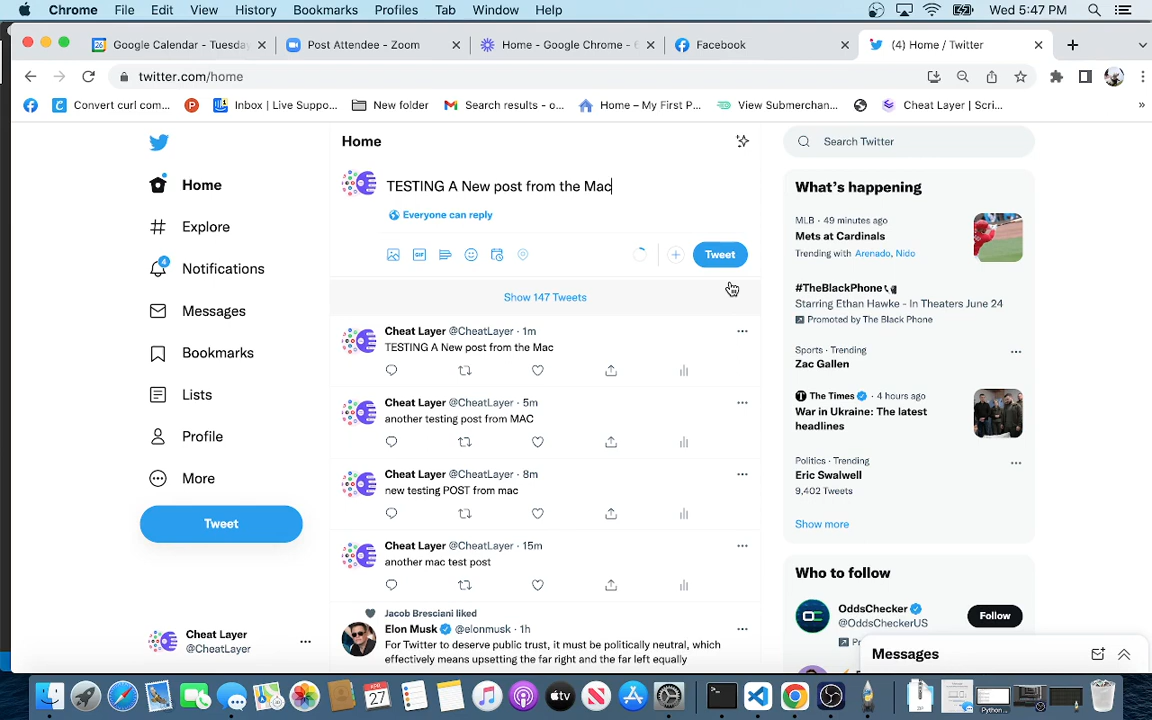 Chrome File Edit View History Bookmarks Profiles Tab Window Help Wed 5:47 PM
Google Calendar - Tuesda Post Attendee - Zoom Home - Google Chrome - Facebook (4) Home / Twitter
twitter.com/home
Convert curl com... Inbox | Live Suppo... New folder Search results - o... Home – My First P... View Submerchan... Cheat Layer | Scri... »
Home
Explore
Notifications
4
Messages
Bookmarks
Lists
Profile
More
Tweet
Cheat Layer
@CheatLayer
Home
TESTING A New post from the Mac
Everyone can reply
GIF
Tweet
Show 147 Tweets
Cheat Layer @CheatLayer · 1m
TESTING A New post from the Mac
Cheat Layer @CheatLayer · 5m
another testing post from MAC
Cheat Layer @CheatLayer · 8m
new testing POST from mac
Cheat Layer @CheatLayer · 15m
another mac test post
Jacob Bresciani liked
Elon Musk @elonmusk · 1h
For Twitter to deserve public trust, it must be politically neutral, which
effectively means upsetting the far right and the far left equally
Search Twitter
What's happening
MLB · 49 minutes ago
Mets at Cardinals
Trending with Arenado, Nido
#TheBlackPhone
Starring Ethan Hawke - In Theaters June 24
Promoted by The Black Phone
Sports · Trending
Zac Gallen
The Times · 4 hours ago
War in Ukraine: The latest
headlines
Politics · Trending
Eric Swalwell
9,402 Tweets
Show more
Who to follow
OddsChecker
@OddsCheckerUS
Follow
Messages
APR
27
tv